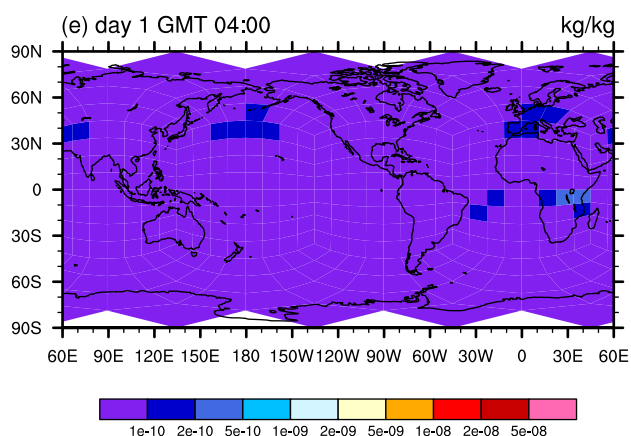 (e) day 1 GMT 04:00 kg/kg
90N
60N
30N
0
30S
60S
90S
60E 90E 120E 150E 180 150W 120W 90W 60W 30W 0 30E 60E
1e-10 2e-10 5e-10 1e-09 2e-09 5e-09 1e-08 2e-08 5e-08